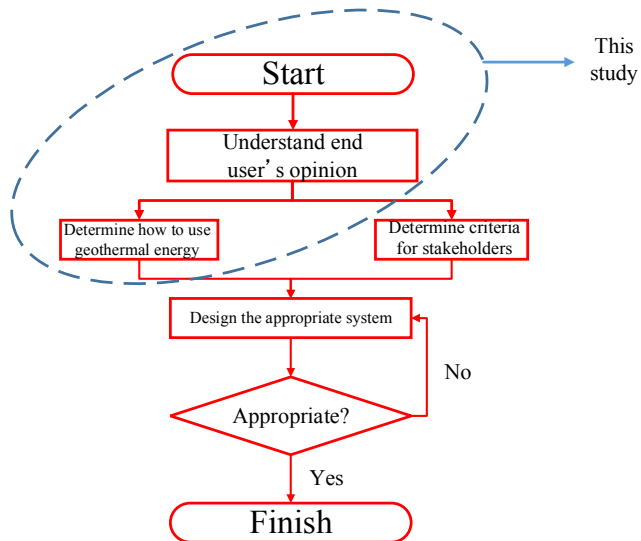 This
study
Start
Understand end
user’s opinion
Determine how to use
geothermal energy
Determine criteria
for stakeholders
Design the appropriate system
No
Appropriate?
Yes
Finish